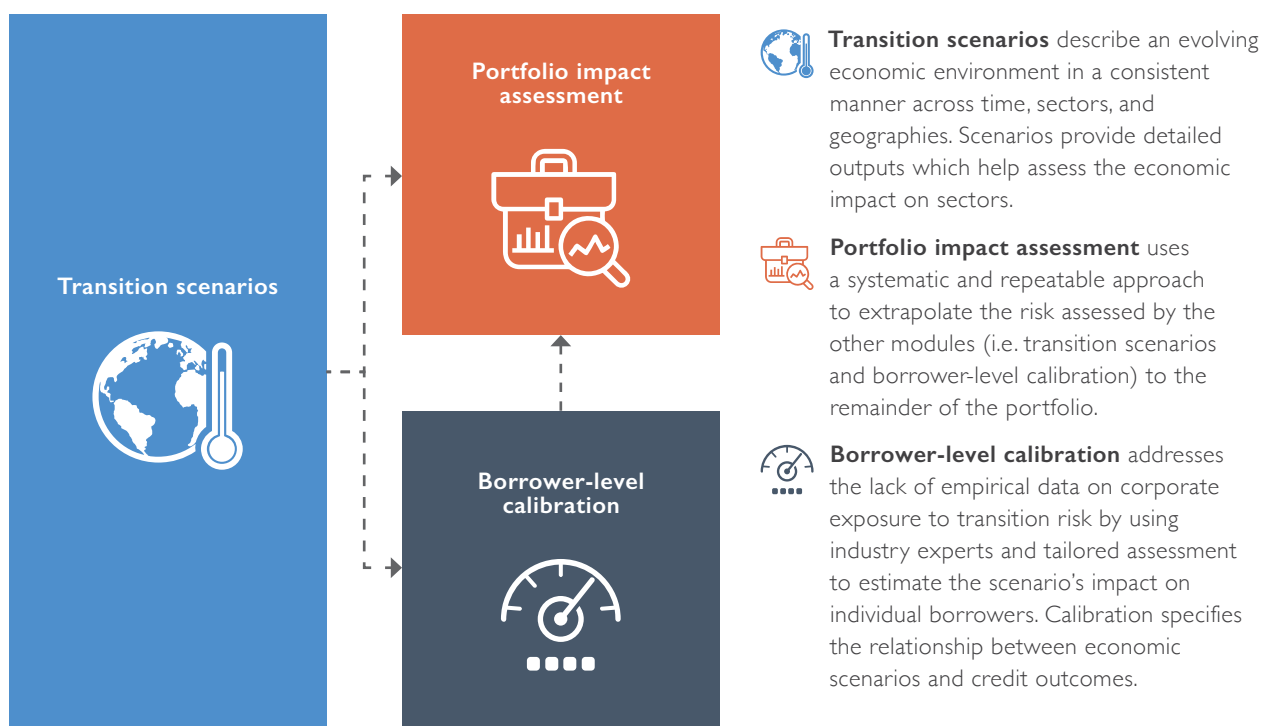 Transition scenarios
Portfolio impact
assessment
Borrower-level
calibration
Transition scenarios describe an evolving
economic environment in a consistent
manner across time, sectors, and
geographies. Scenarios provide detailed
outputs which help assess the economic
impact on sectors.
Portfolio impact assessment uses
a systematic and repeatable approach
to extrapolate the risk assessed by the
other modules (i.e. transition scenarios
and borrower-level calibration) to the
remainder of the portfolio.
Borrower-level calibration addresses
the lack of empirical data on corporate
exposure to transition risk by using
industry experts and tailored assessment
to estimate the scenario’s impact on
individual borrowers. Calibration specifies
the relationship between economic
scenarios and credit outcomes.